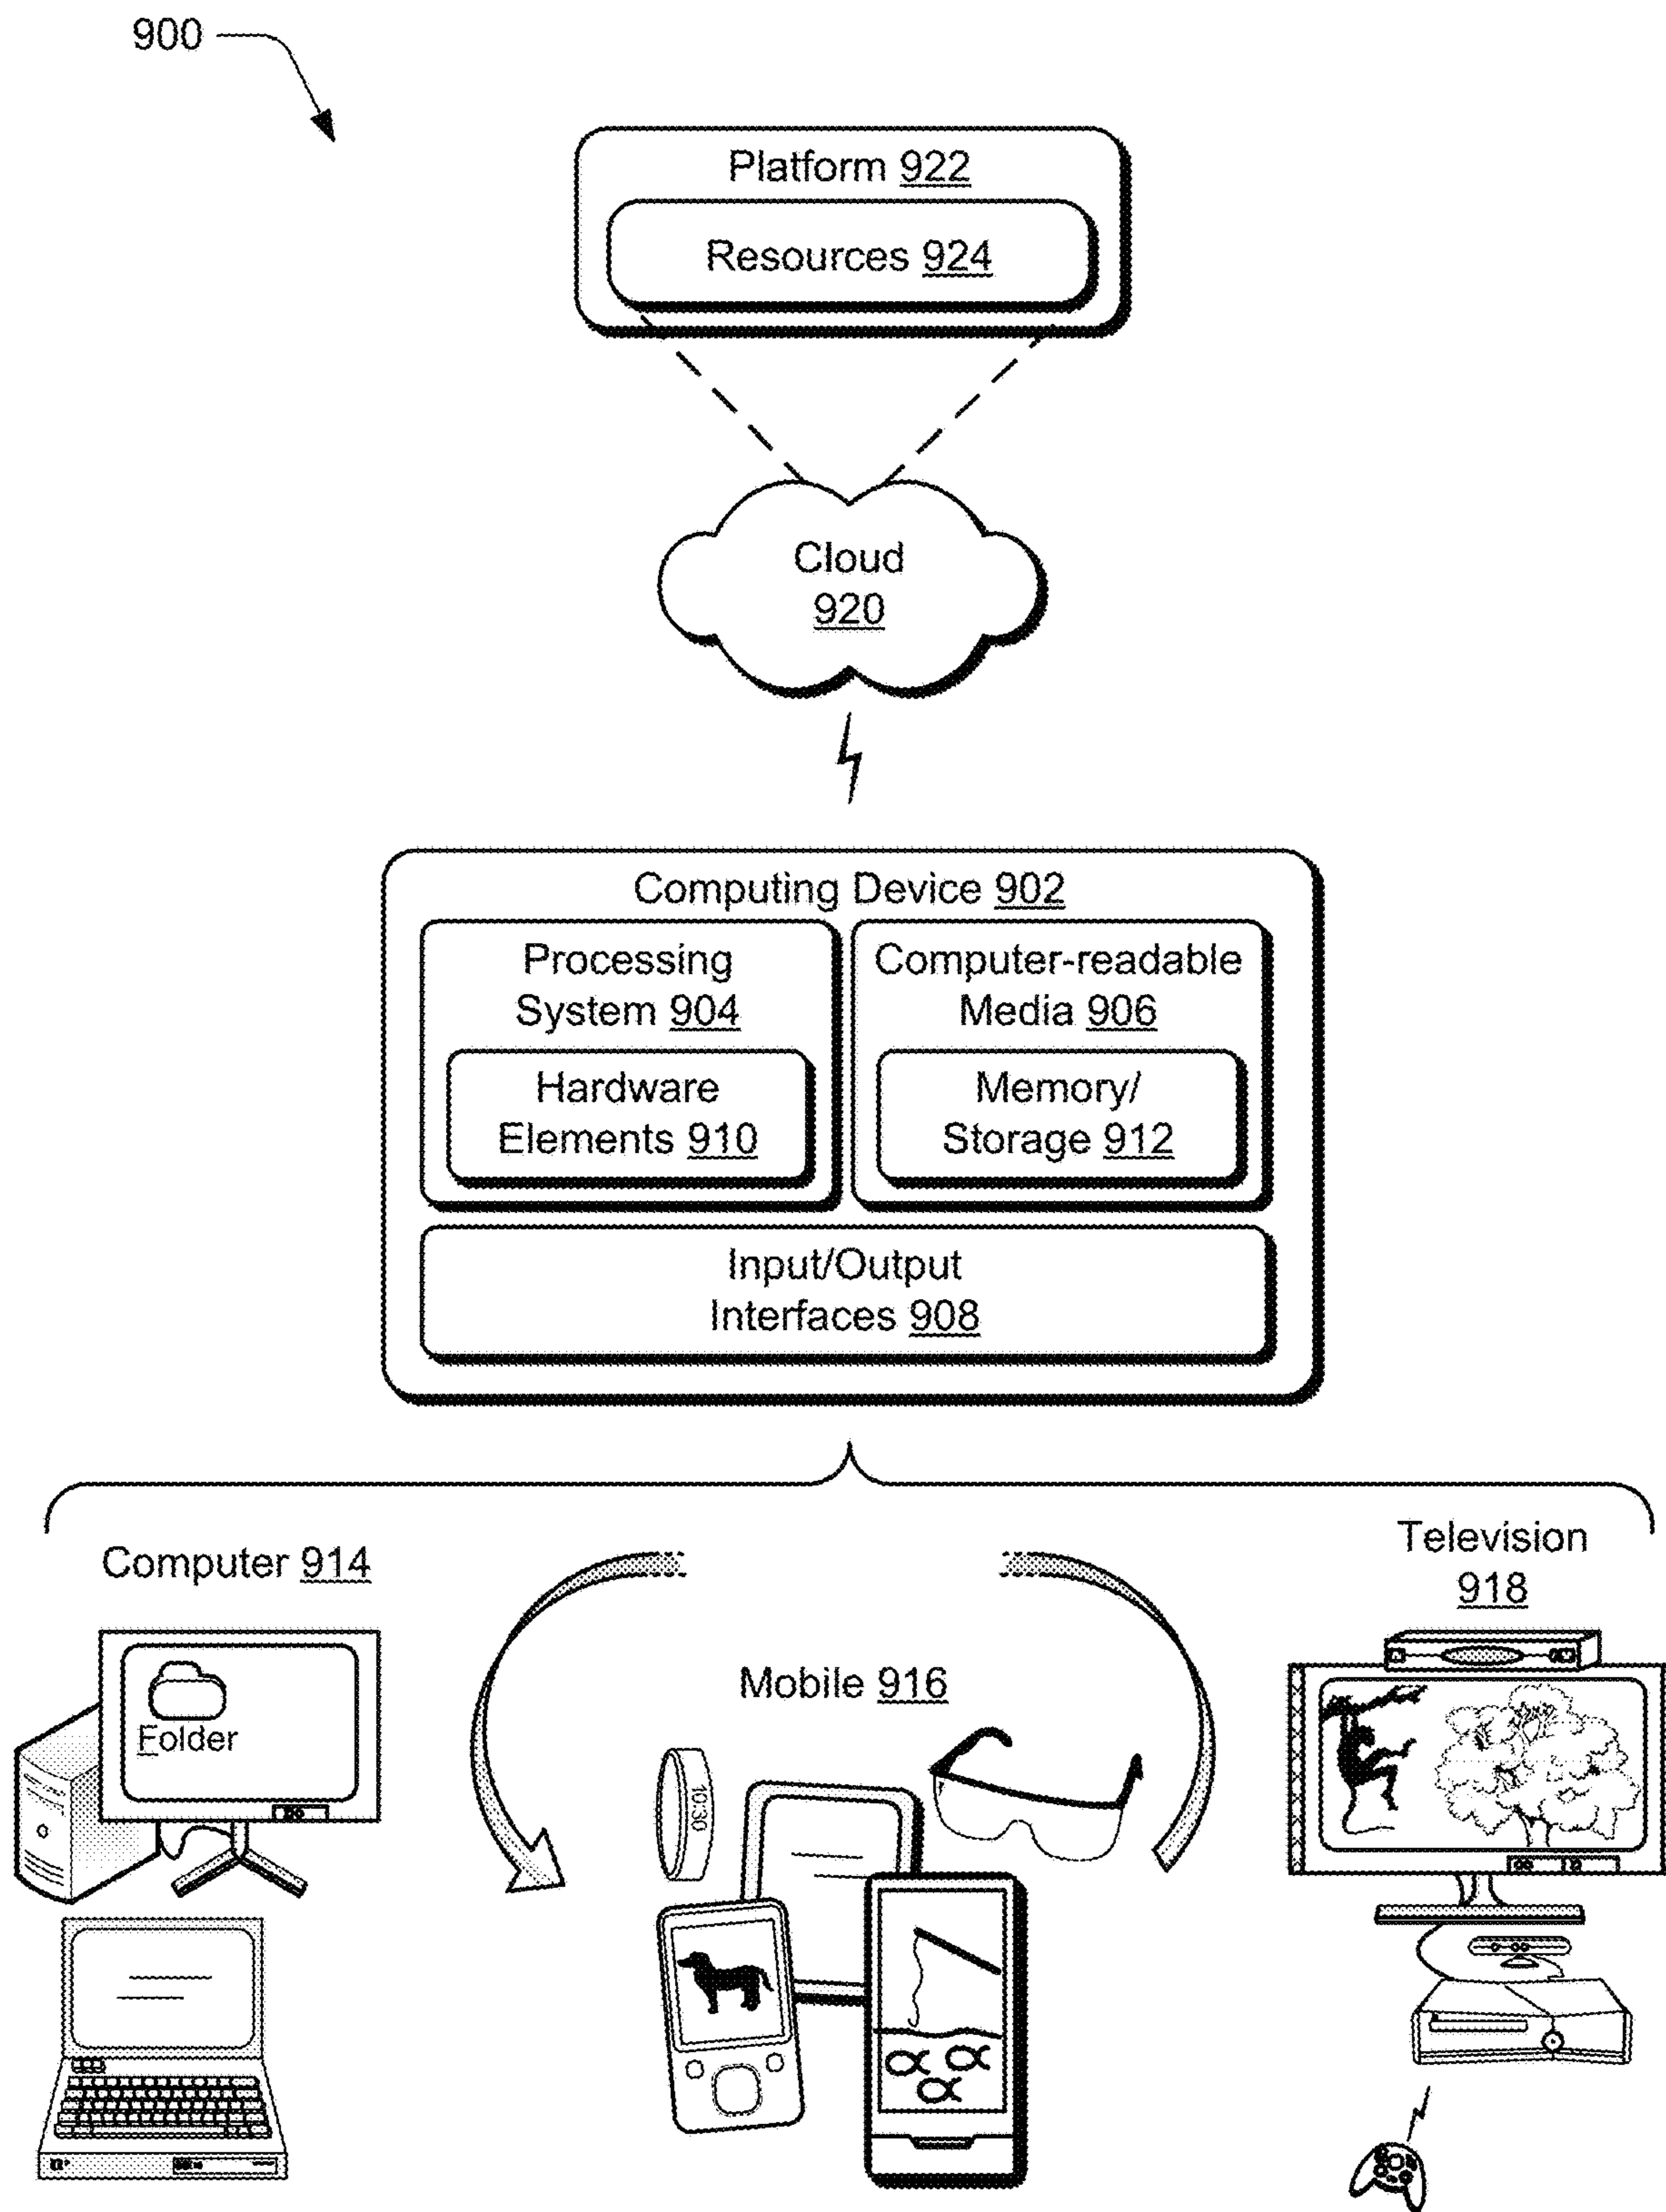 900
Platform 922
Resources 924
Cloud
920
Computing Device 902
Processing
System 904
Computer-readable
Media 906
Hardware
Elements 910
Memory/
Storage 912
Input/Output
Interfaces 908
Computer 914
Television
918
Mobile 916
Folder
10:30